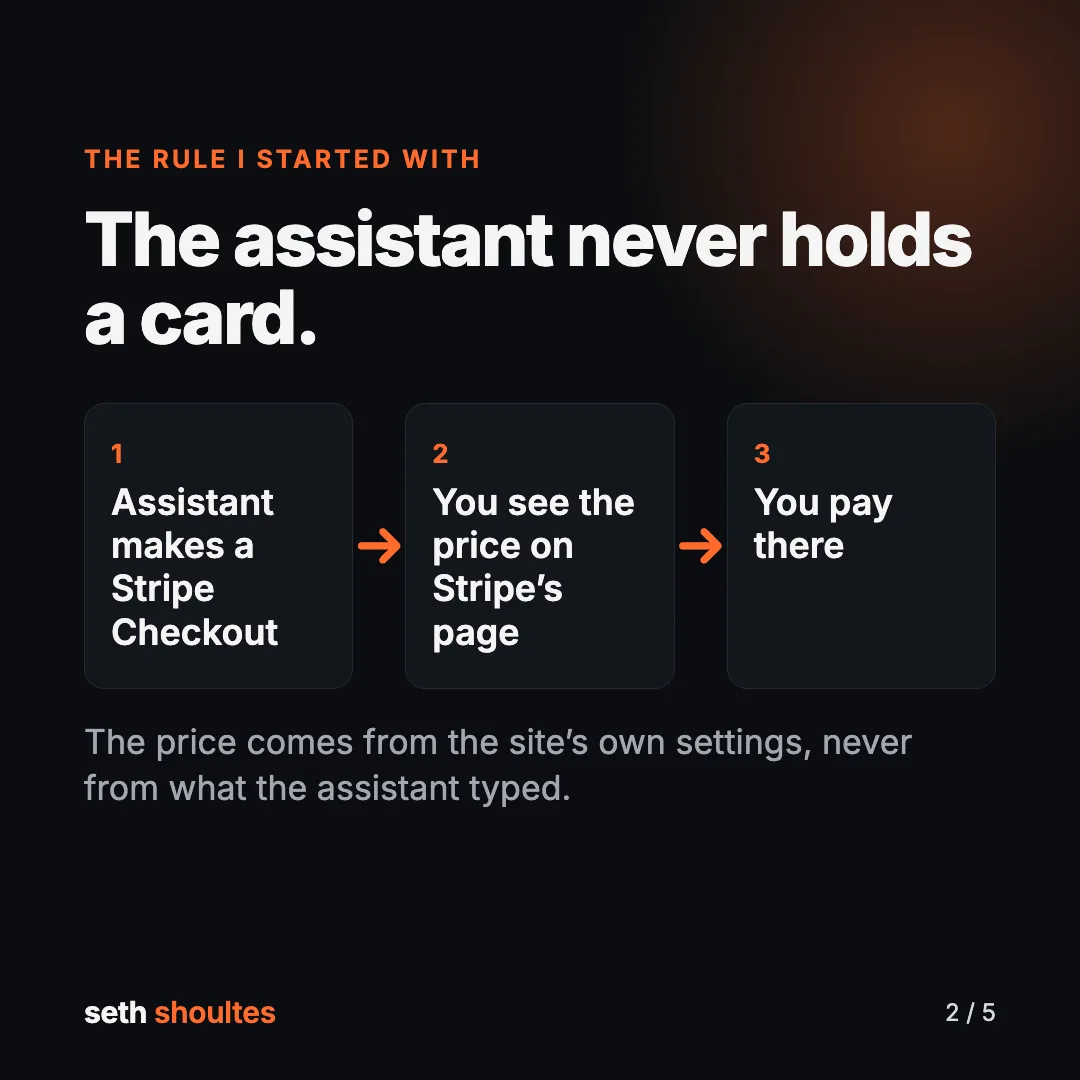 THE RULE I STARTED WITH
The assistant never holds
a card.
1
Assistant
makes a
Stripe
Checkout
2
You see the
price on
Stripe’s
page
3
You pay
there
The price comes from the site’s own settings, never
from what the assistant typed.
seth shoultes
2 / 5